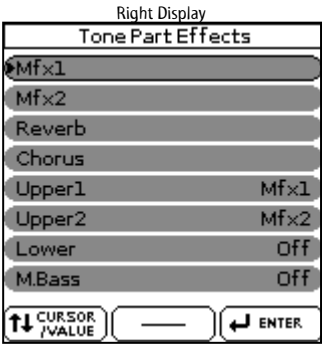 Right Display
Tone Part Effects
Mfx1
Mfx2
Reverb
Chorus
Upper1 Mfx1
Upper2 Mfx2
Lower Off
M.Bass Off
CURSOR
/VALUE
ENTER